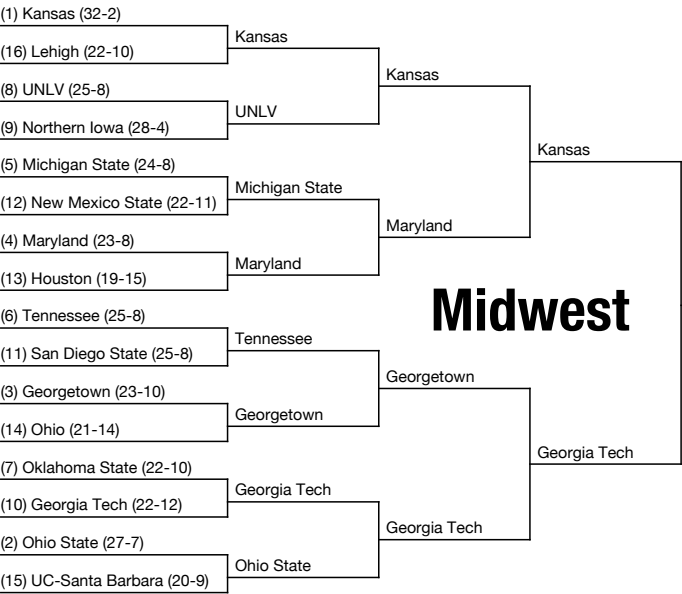 (1) Kansas (32-2)
Kansas
(16) Lehigh (22-10)
Kansas
(8) UNLV (25-8)
UNLV
(9) Northern Iowa (28-4)
Kansas
(5) Michigan State (24-8)
Michigan State
(12) New Mexico State (22-11)
Maryland
(4) Maryland (23-8)
Maryland
(13) Houston (19-15)
Midwest
(6) Tennessee (25-8)
Tennessee
(11) San Diego State (25-8)
Georgetown
(3) Georgetown (23-10)
Georgetown
(14) Ohio (21-14)
Georgia Tech
(7) Oklahoma State (22-10)
Georgia Tech
(10) Georgia Tech (22-12)
Georgia Tech
(2) Ohio State (27-7)
Ohio State
(15) UC-Santa Barbara (20-9)